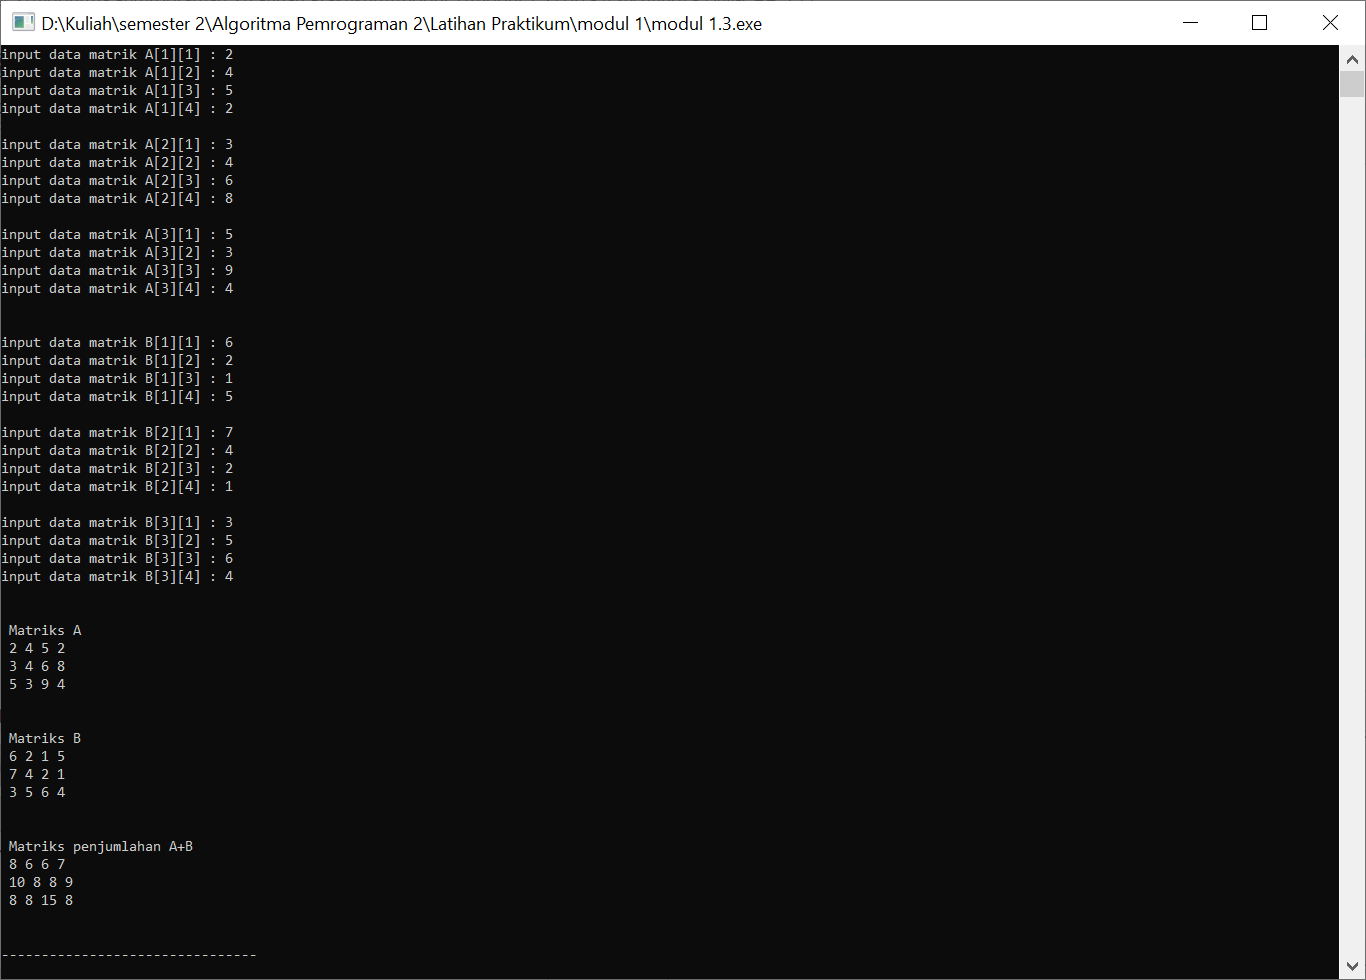 D:\Kuliah\semester 2\Algoritma Pemrograman 2\Latihan Praktikum\modul 1\modul 1.3.exe
input data matrik A[1][1] : 2
input data matrik A[1][2] : 4
input data matrik A[1][3] : 5
input data matrik A[1][4] : 2
input data matrik A[2][1] : 3
input data matrik A[2][2] : 4
input data matrik A[2][3] : 6
input data matrik A[2][4] : 8
input data matrik A[3][1] : 5
input data matrik A[3][2] : 3
input data matrik A[3][3] : 9
input data matrik A[3][4] : 4
input data matrik B[1][1] : 6
input data matrik B[1][2] : 2
input data matrik B[1][3] : 1
input data matrik B[1][4] : 5
input data matrik B[2][1] : 7
input data matrik B[2][2] : 4
input data matrik B[2][3] : 2
input data matrik B[2][4] : 1
input data matrik B[3][1] : 3
input data matrik B[3][2] : 5
input data matrik B[3][3] : 6
input data matrik B[3][4] : 4
Matriks A
2 4 5 2
3 4 6 8
5 3 9 4
Matriks B
6 2 1 5
7 4 2 1
3 5 6 4
Matriks penjumlahan A+B
8 6 6 7
10 8 8 9
8 8 15 8
--------------------------------